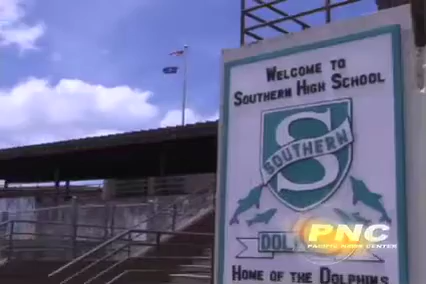 WELCOME TO
SOUTHERN HIGH SCHOOL
S
SOUTHERN
DOL
PNC
PACIFIC NEWS CENTER
HOME OF THE DOLPHINS